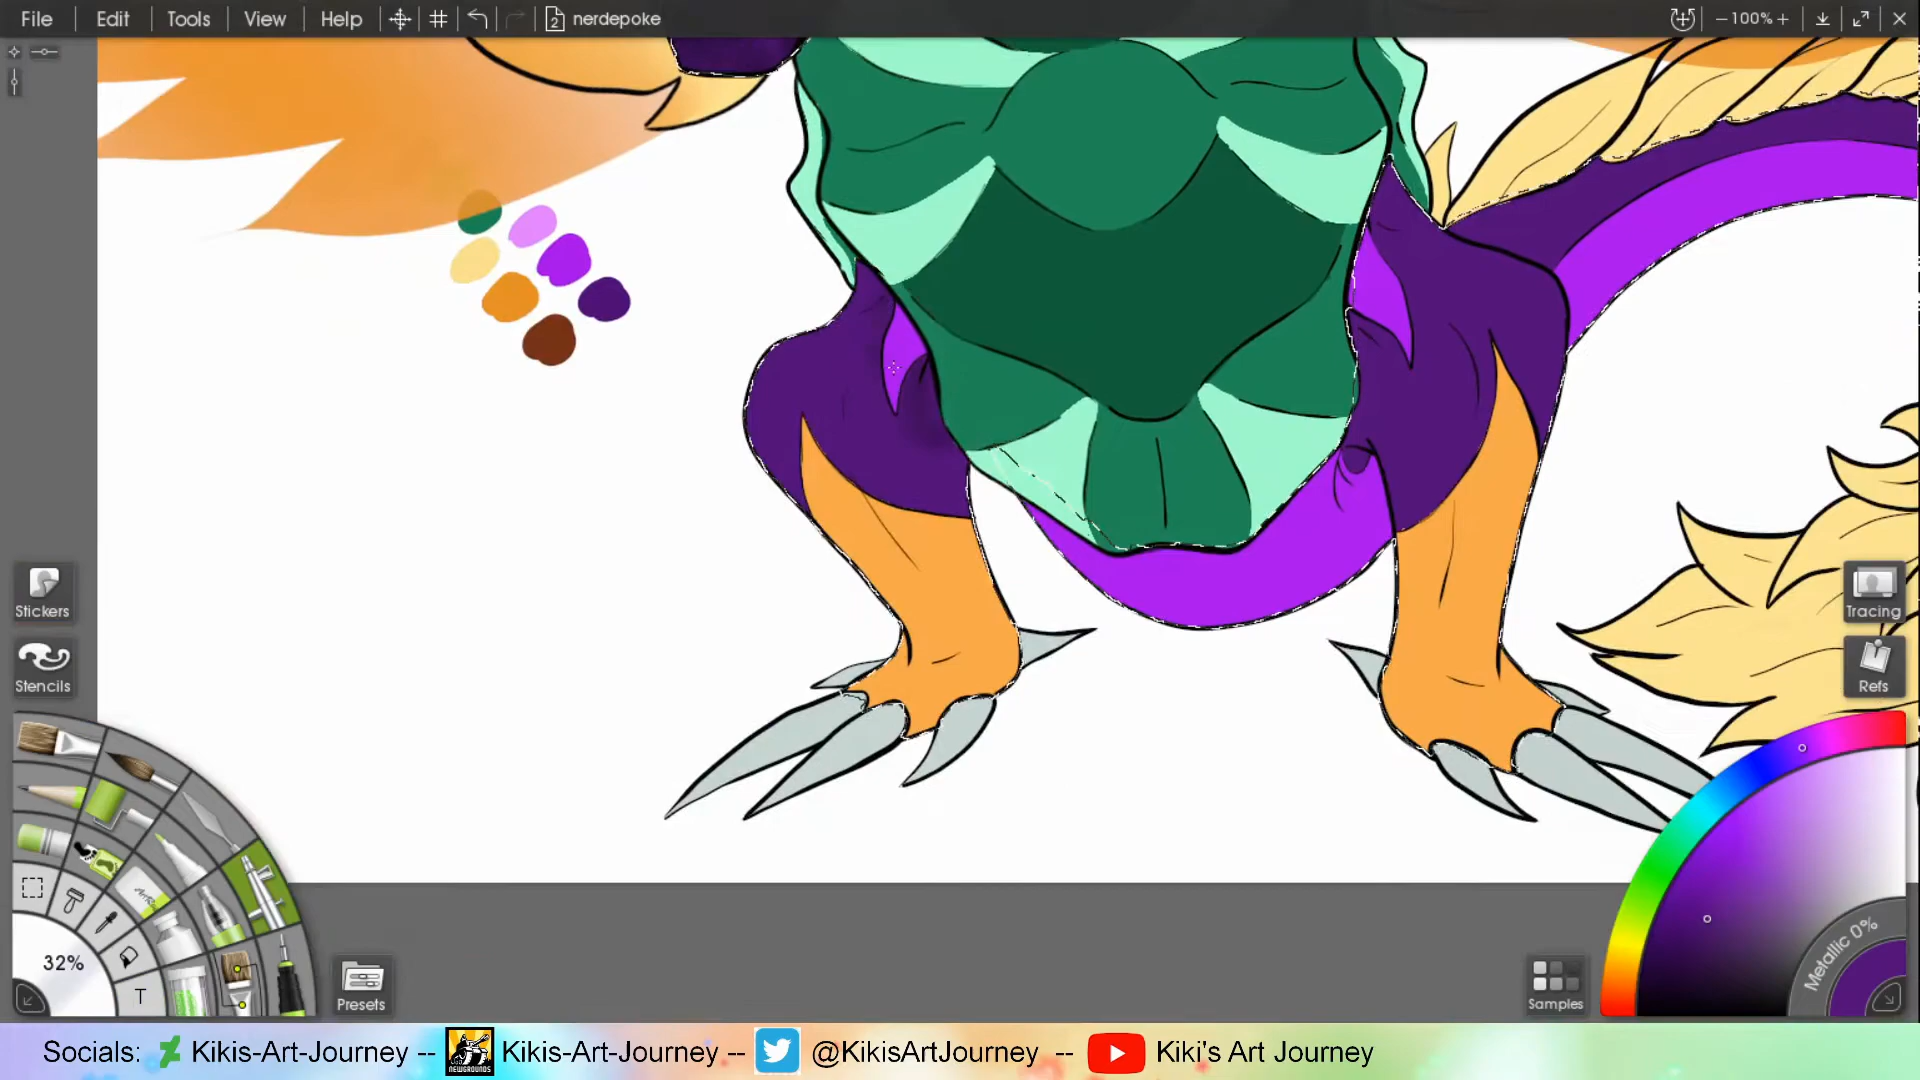 File Edit Tools View Help nerdepoke −100%+
Stickers
Stencils
Tracing
Refs
32%
T
Presets
Samples
Metallic 0%
Socials: Kikis-Art-Journey -- NEWGROUNDS Kikis-Art-Journey -- @KikisArtJourney -- Kiki's Art Journey